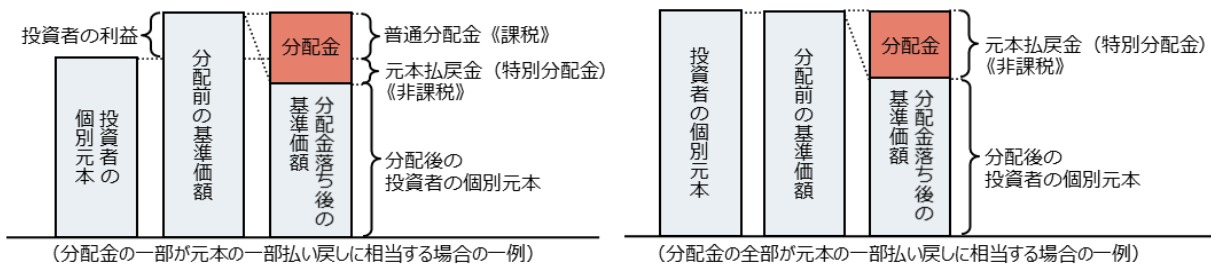 投資者の利益
投資者の
個別元本
分配前の基準価額
分配金
分配金落ち後の
基準価額
普通分配金《課税》
元本払戻金（特別分配金）
《非課税》
分配後の
投資者の個別元本
（分配金の一部が元本の一部払い戻しに相当する場合の一例）
投資者の個別元本
分配前の基準価額
分配金
分配金落ち後の
基準価額
元本払戻金（特別分配金）
《非課税》
分配後の
投資者の個別元本
（分配金の全部が元本の一部払い戻しに相当する場合の一例）